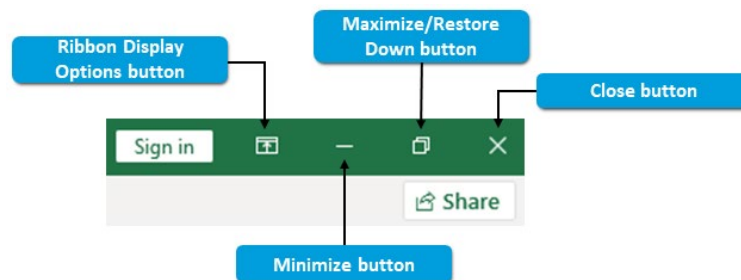 Maximize/Restore
Down button
Ribbon Display
Options button
Close button
Sign in
Share
Minimize button